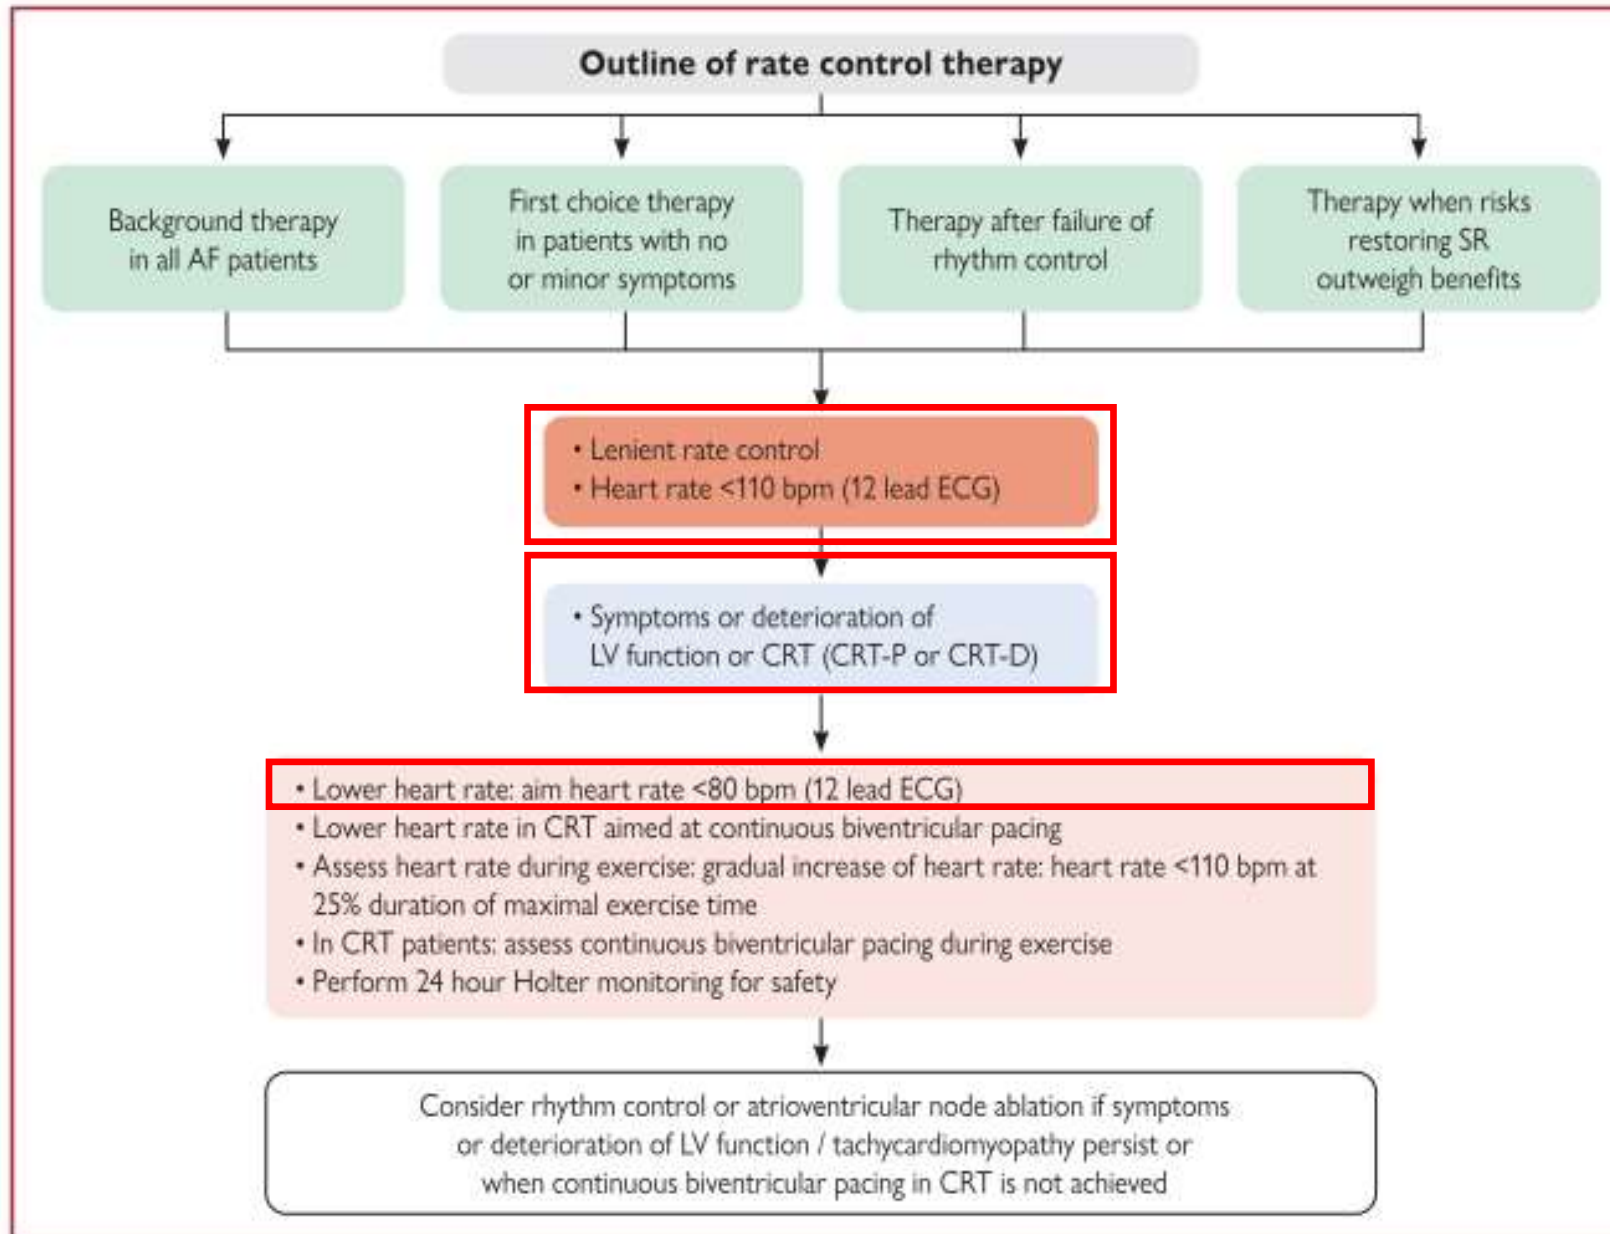 Outline of rate control therapy
Background therapy
in all AF patients
First choice therapy
in patients with no
or minor symptoms
Therapy after failure of
rhythm control
Therapy when risks
restoring SR
outweigh benefits
• Lenient rate control
• Heart rate <110 bpm (12 lead ECG)
• Symptoms or deterioration of
LV function or CRT (CRT-P or CRT-D)
• Lower heart rate: aim heart rate <80 bpm (12 lead ECG)
• Lower heart rate in CRT aimed at continuous biventricular pacing
• Assess heart rate during exercise: gradual increase of heart rate: heart rate <110 bpm at
25% duration of maximal exercise time
• In CRT patients: assess continuous biventricular pacing during exercise
• Perform 24 hour Holter monitoring for safety
Consider rhythm control or atrioventricular node ablation if symptoms
or deterioration of LV function / tachycardiomyopathy persist or
when continuous biventricular pacing in CRT is not achieved